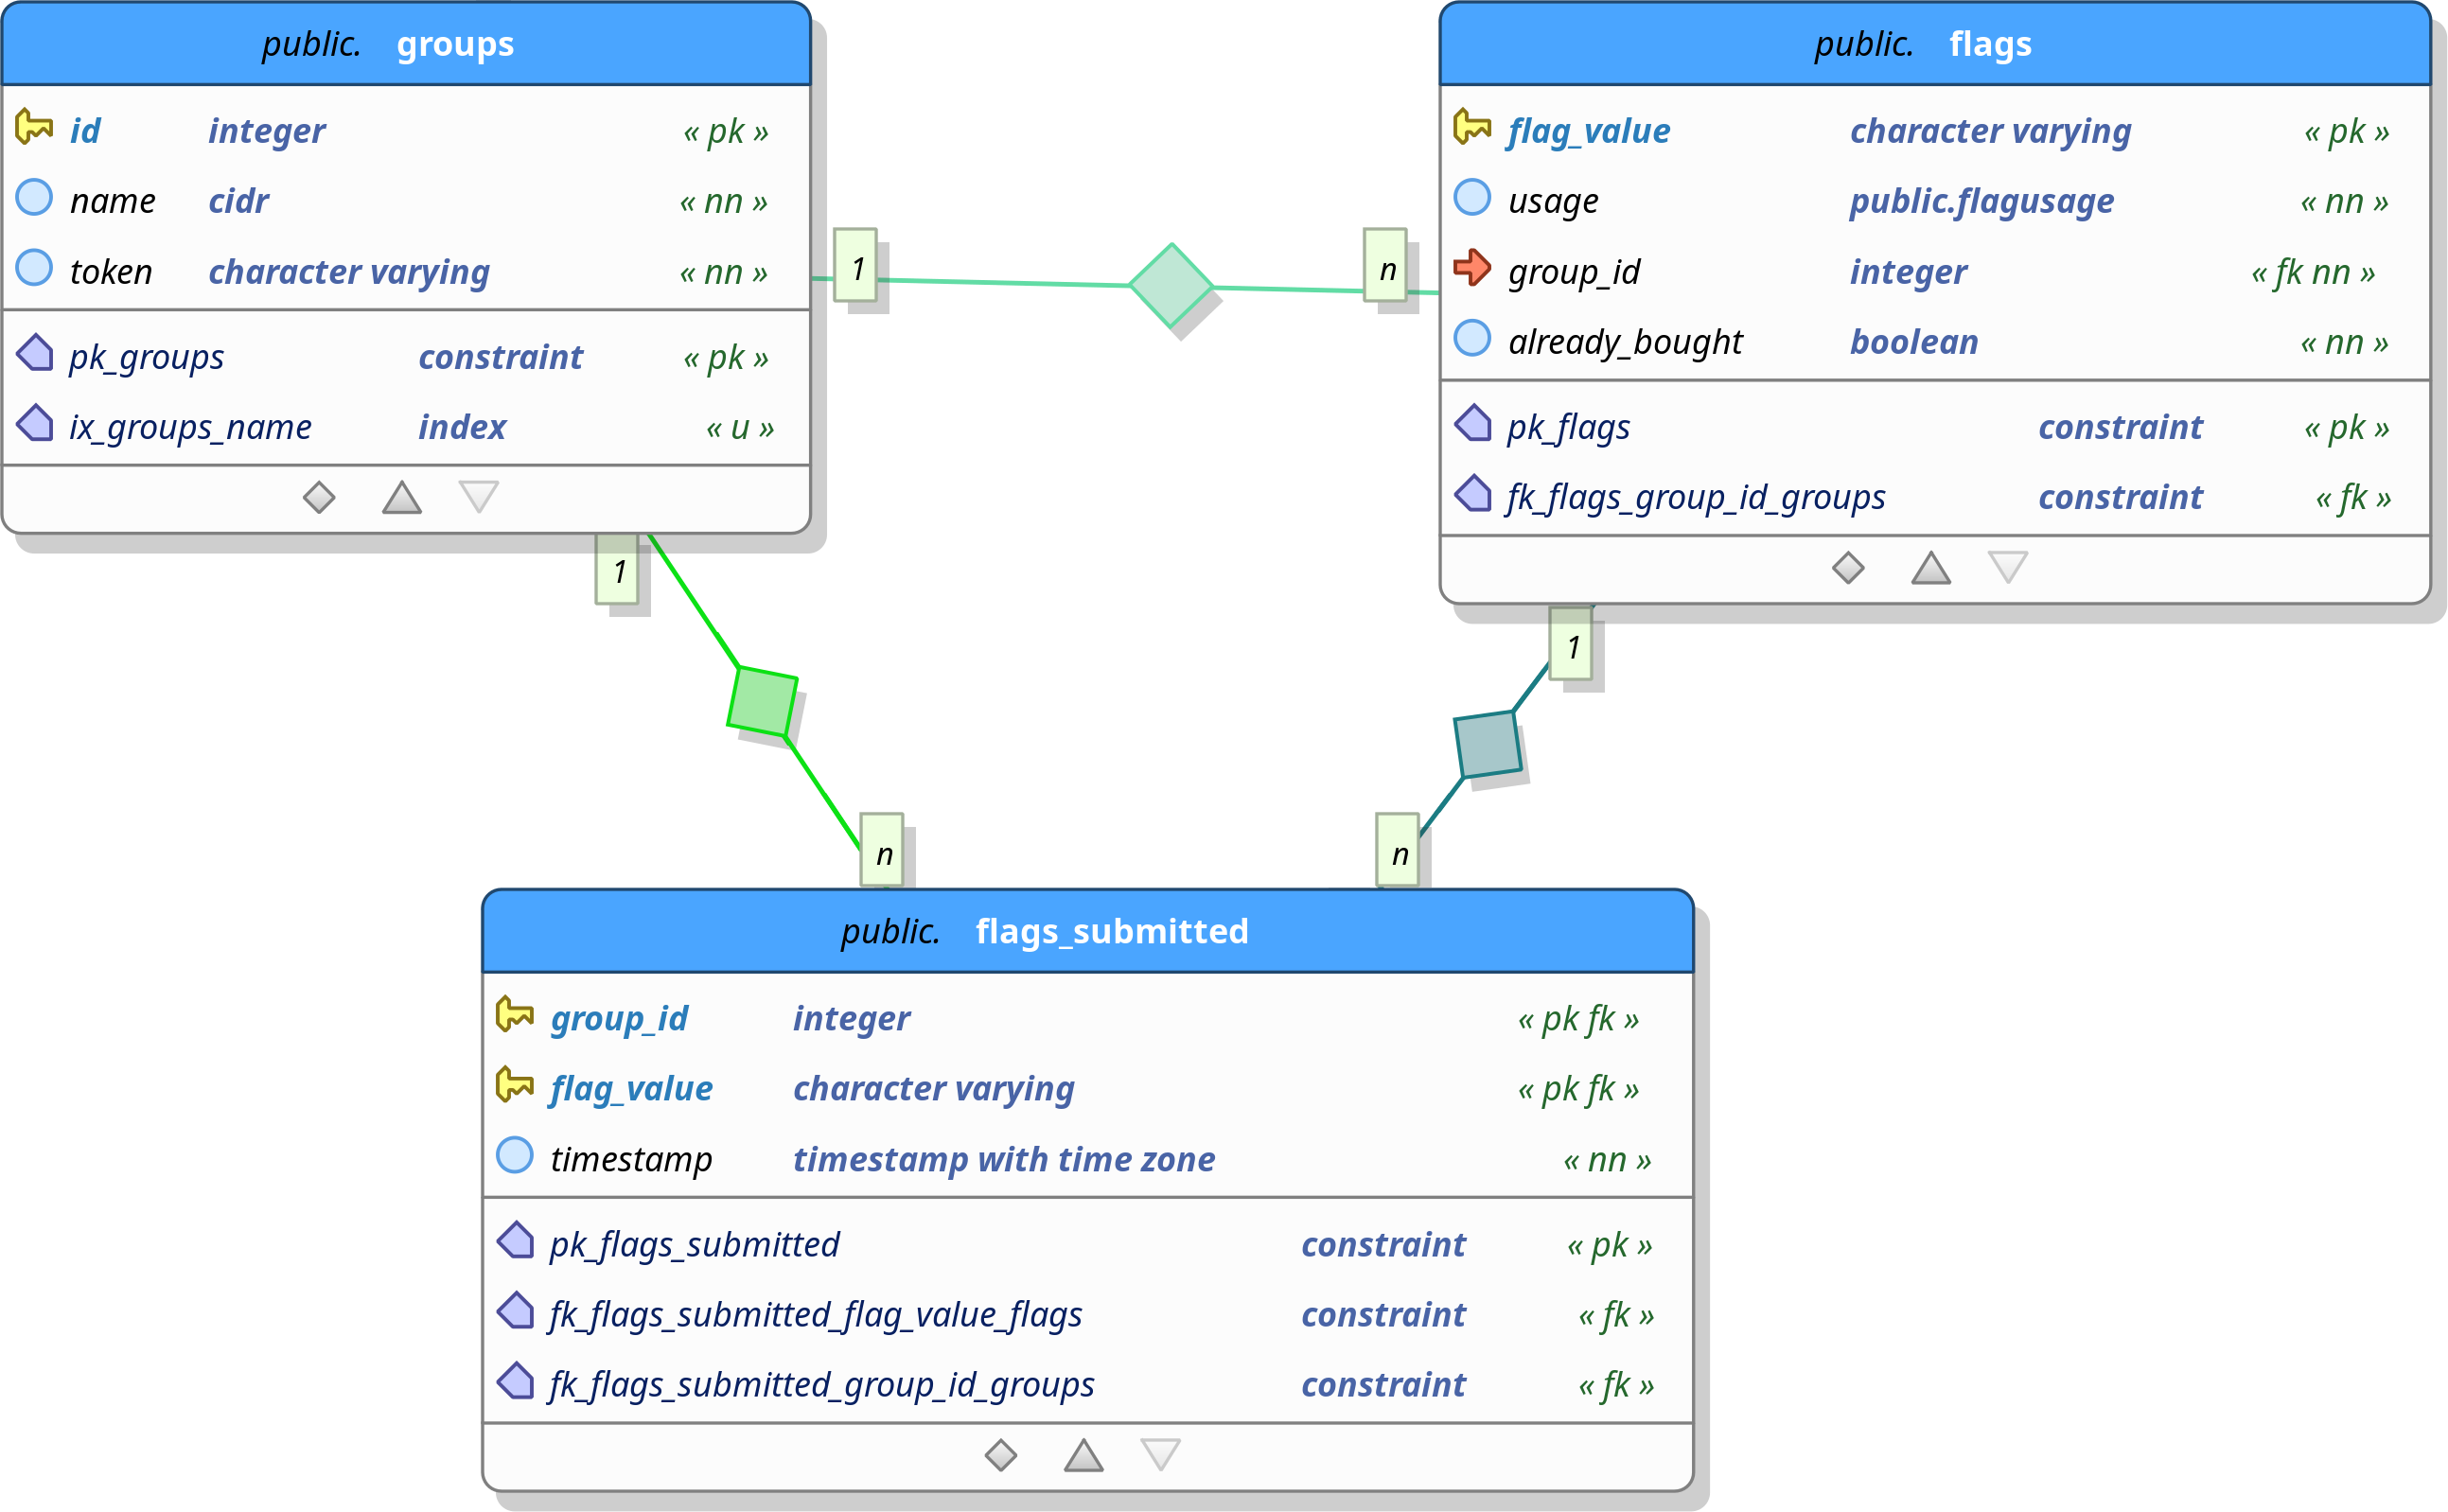 public. groups
id integer « pk »
name cidr « nn »
token character varying « nn »
pk_groups constraint « pk »
ix_groups_name index « u »
1
n
public. flags
flag_value character varying « pk »
usage public.flagusage « nn »
group_id integer « fk nn »
already_bought boolean « nn »
pk_flags constraint « pk »
fk_flags_group_id_groups constraint « fk »
1
1
n
n
public. flags_submitted
group_id integer « pk fk »
flag_value character varying « pk fk »
timestamp timestamp with time zone « nn »
pk_flags_submitted constraint « pk »
fk_flags_submitted_flag_value_flags constraint « fk »
fk_flags_submitted_group_id_groups constraint « fk »